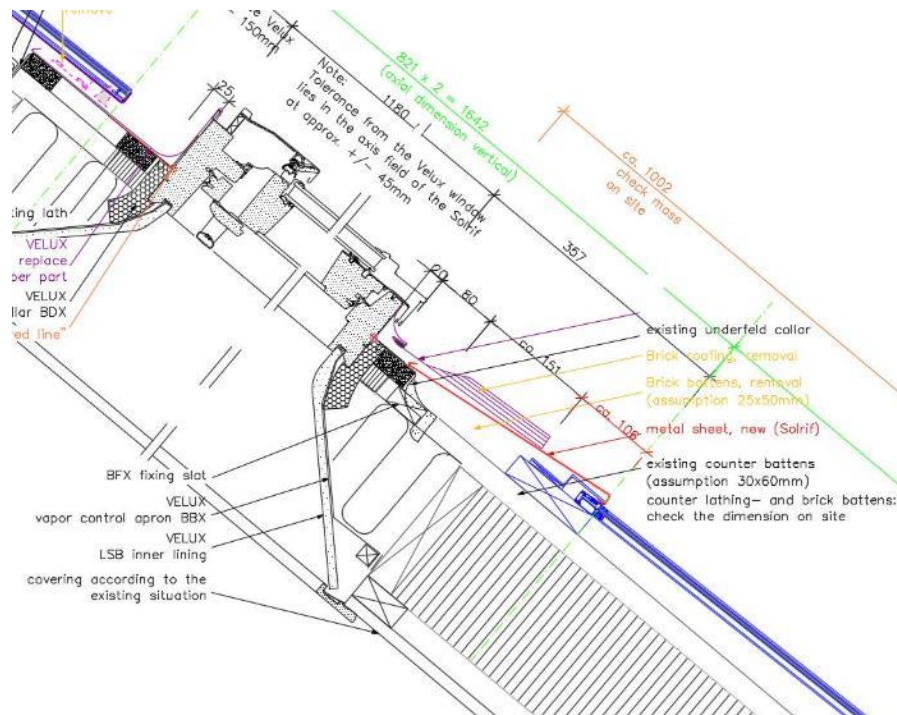 remove
e Velux
150mm
Note:
Tolerance from the Velux window
lies in the axis field of the Solrif
at approx. +/- 45mm
1180
821 x 2 = 1642
(axial dimension vertical)
ca. 1002
check mass
on site
25
357
20
80
ca. 151
ca. 106
king lath
VELUX
replace
per part
VELUX
llar BDX
ed line"
existing underfeld collar
Brick roofing, removal
Brick battens, removal
(assumption 25x50mm)
metal sheet, new (Solrif)
existing counter battens
(assumption 30x60mm)
counter lathing- and brick battens:
check the dimension on site
BFX fixing slat
VELUX
vapor control apron BBX
VELUX
LSB inner lining
covering according to the
existing situation